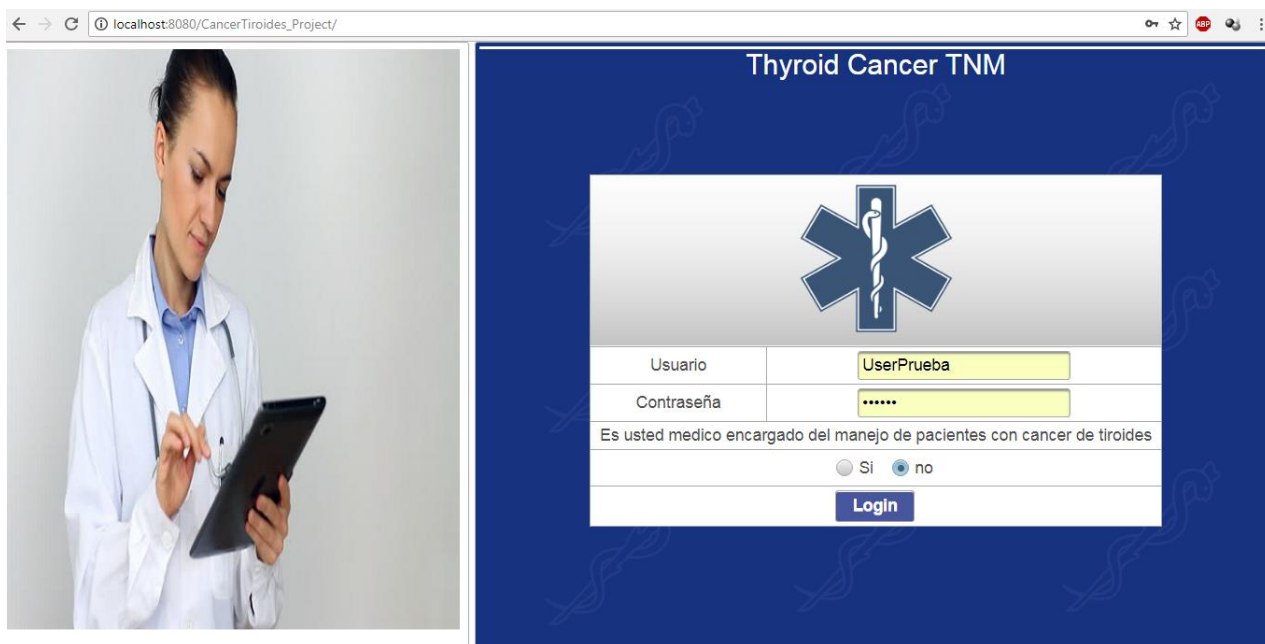 localhost:8080/CancerTiroides_Project/
ABP
Thyroid Cancer TNM
Usuario UserPrueba
Contraseña ••••••
Es usted medico encargado del manejo de pacientes con cancer de tiroides
Si no
Login